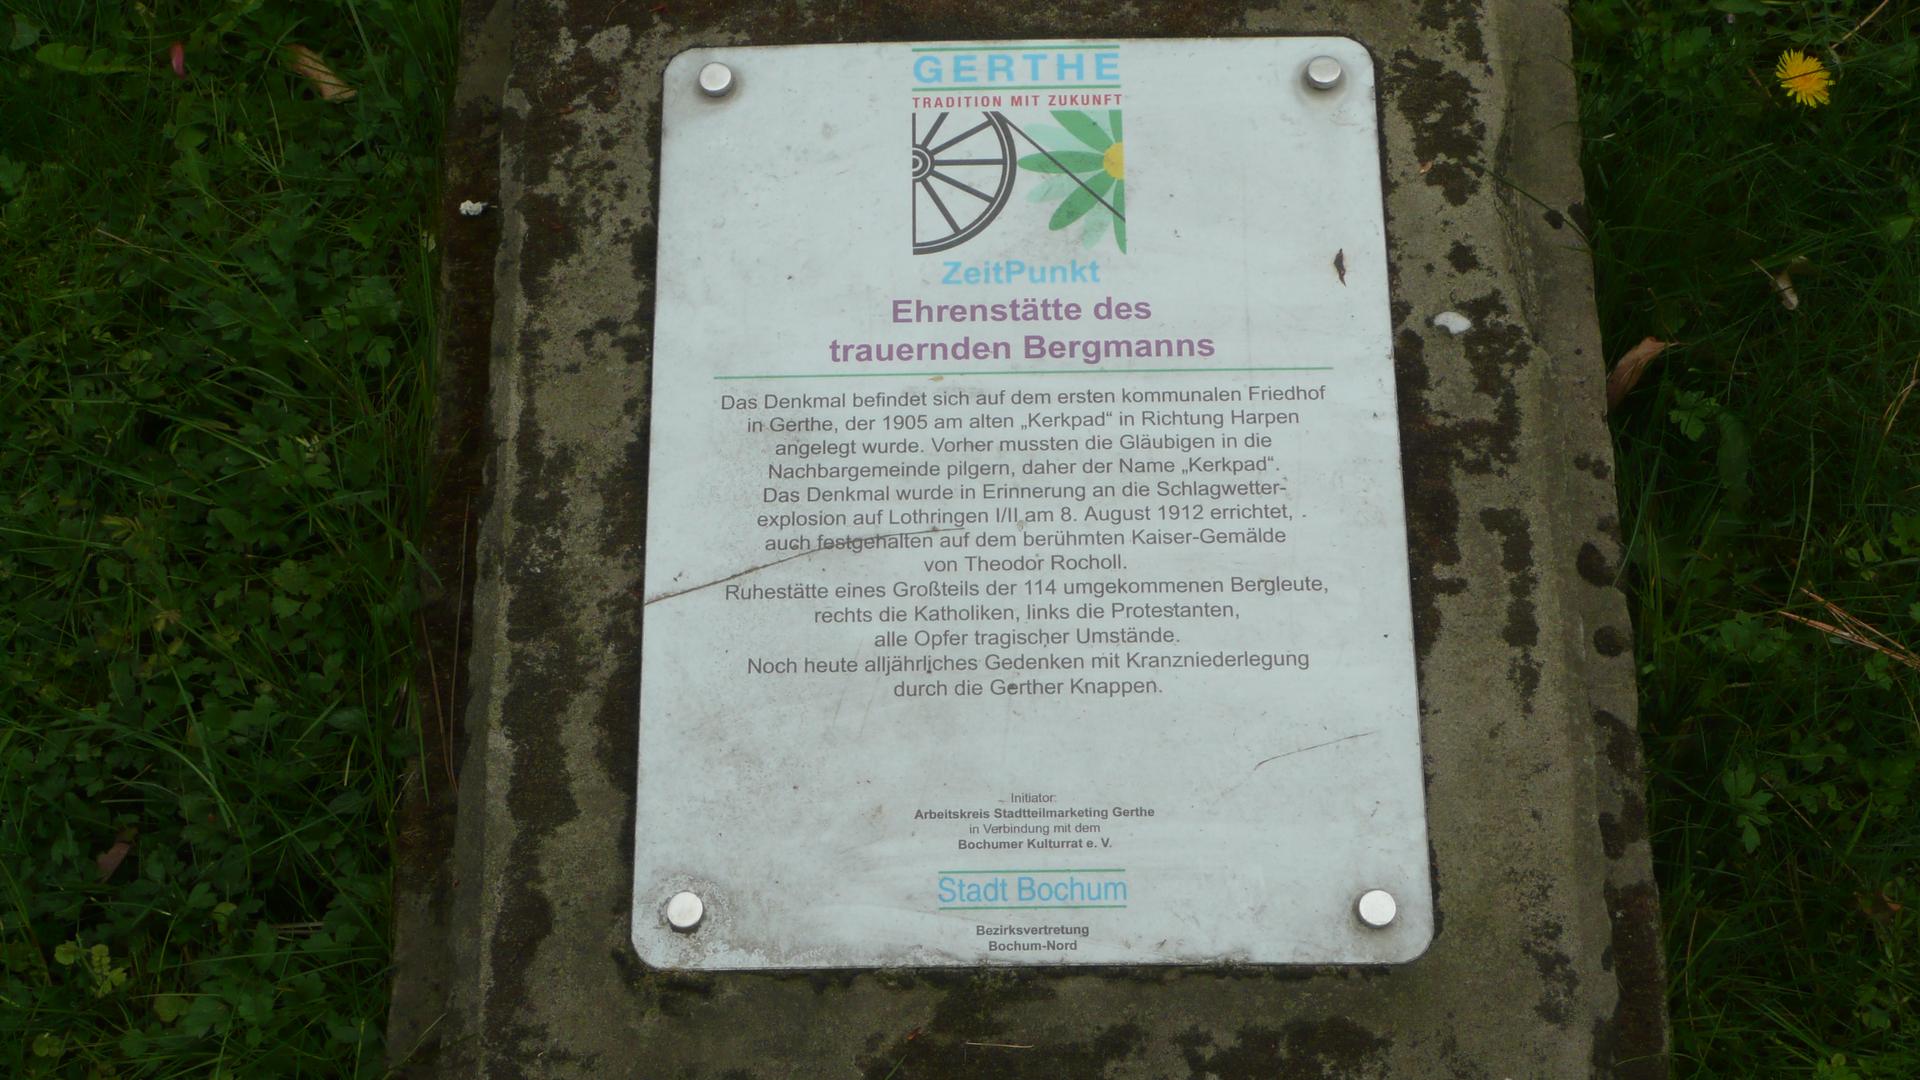 GERTHE
TRADITION MIT ZUKUNFT
ZeitPunkt
Ehrenstätte des
trauernden Bergmanns
Das Denkmal befindet sich auf dem ersten kommunalen Friedhof
in Gerthe, der 1905 am alten „Kerkpad“ in Richtung Harpen
angelegt wurde. Vorher mussten die Gläubigen in die
Nachbargemeinde pilgern, daher der Name „Kerkpad“.
Das Denkmal wurde in Erinnerung an die Schlagwetter-
explosion auf Lothringen I/II am 8. August 1912 errichtet,
auch festgehalten auf dem berühmten Kaiser-Gemälde
von Theodor Rocholl.
Ruhestätte eines Großteils der 114 umgekommenen Bergleute,
rechts die Katholiken, links die Protestanten,
alle Opfer tragischer Umstände.
Noch heute alljährliches Gedenken mit Kranzniederlegung
durch die Gerther Knappen.
Initiator:
Arbeitskreis Stadtteilmarketing Gerthe
in Verbindung mit dem
Bochumer Kulturrat e. V.
Stadt Bochum
Bezirksvertretung
Bochum-Nord